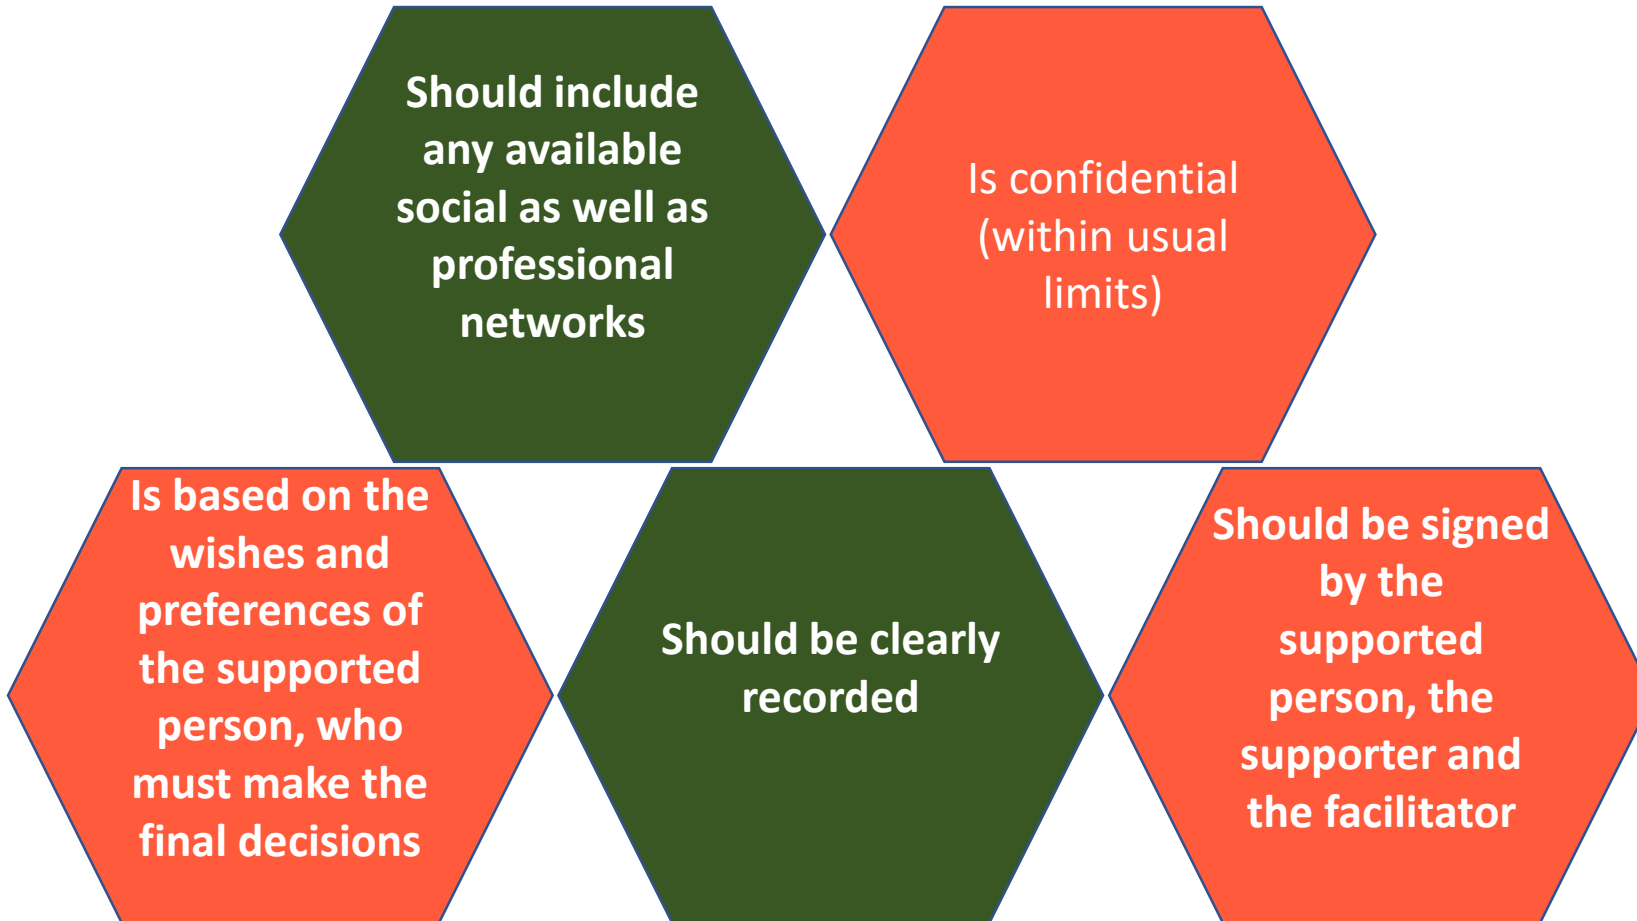 Should include
any available
social as well as
professional
networks
Is confidential
(within usual
limits)
Is based on the
wishes and
preferences of
the supported
person, who
must make the
final decisions
Should be clearly
recorded
Should be signed
by the
supported
person, the
supporter and
the facilitator